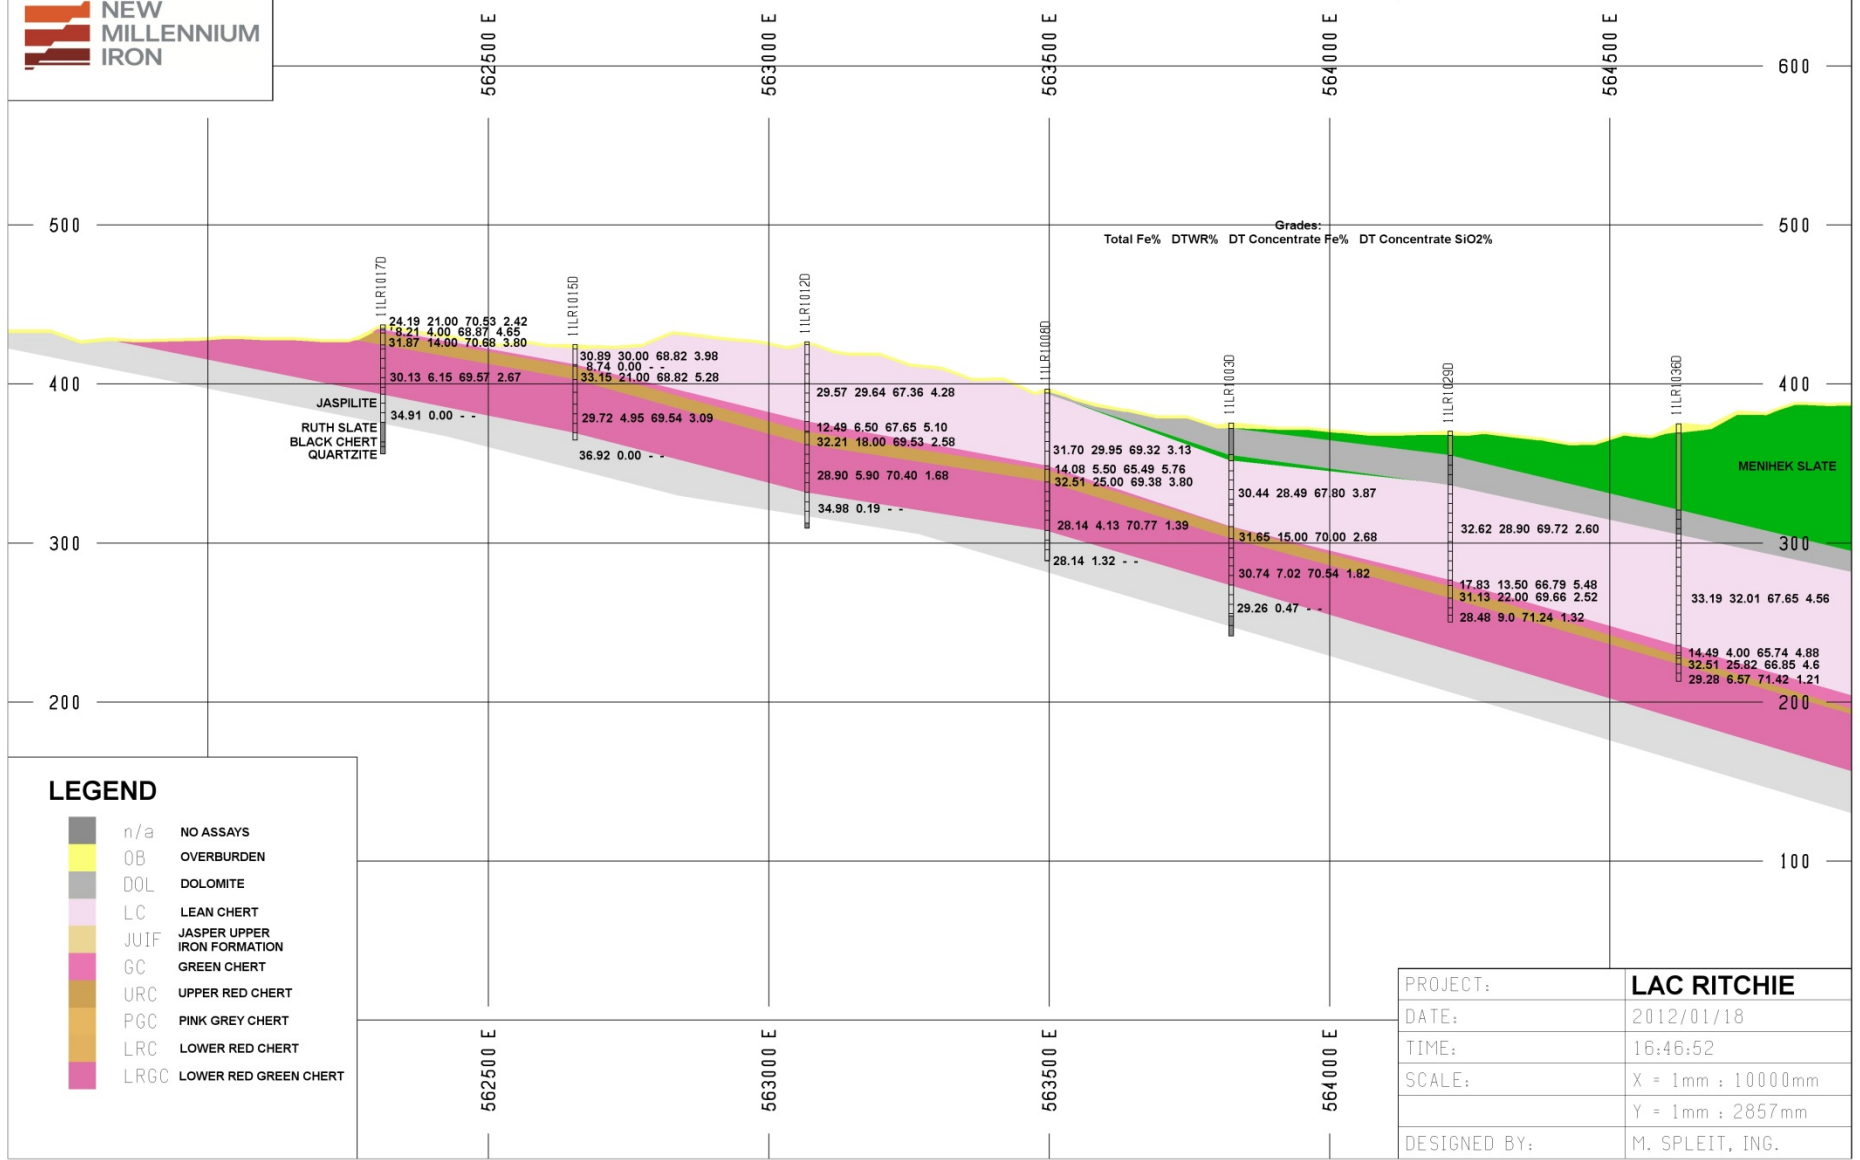 NEW
MILLENNIUM
IRON
562500 E
563000 E
563500 E
564000 E
564500 E
600
500
500
Grades:
Total Fe% DTWR% DT Concentrate Fe% DT Concentrate SiO2%
11LR1017D
24.19 21.00 70.53 2.42
8.21 4.00 68.87 4.65
31.87 14.00 70.68 3.80
30.13 6.15 69.57 2.67
34.91 0.00 - -
JASPILITE
RUTH SLATE
BLACK CHERT
QUARTZITE
11LR1015D
30.89 30.00 68.82 3.98
8.74 0.00 - -
33.15 21.00 68.82 5.28
29.72 4.95 69.54 3.09
36.92 0.00 - -
11LR1012D
29.57 29.64 67.36 4.28
12.49 6.50 67.65 5.10
32.21 18.00 69.53 2.58
28.90 5.90 70.40 1.68
34.98 0.19 - -
11LR1008D
31.70 29.95 69.32 3.13
14.08 5.50 65.49 5.76
32.51 25.00 69.38 3.80
28.14 4.13 70.77 1.39
28.14 1.32 - -
11LR1003D
30.44 28.49 67.80 3.87
31.65 15.00 70.00 2.68
30.74 7.02 70.54 1.82
29.26 0.47 - -
11LR1029D
32.62 28.90 69.72 2.60
17.83 13.50 66.79 5.48
31.13 22.00 69.66 2.52
28.48 9.0 71.24 1.32
11LR1036D
MENIHEK SLATE
33.19 32.01 67.65 4.56
14.49 4.00 65.74 4.88
32.51 25.82 66.85 4.6
29.28 6.57 71.42 1.21
400
400
300
300
200
200
100
LEGEND
n/a NO ASSAYS
OB OVERBURDEN
DOL DOLOMITE
LC LEAN CHERT
JUIF JASPER UPPER
IRON FORMATION
GC GREEN CHERT
URC UPPER RED CHERT
PGC PINK GREY CHERT
LRC LOWER RED CHERT
LRGC LOWER RED GREEN CHERT
562500 E
563000 E
563500 E
564000 E
PROJECT: LAC RITCHIE
DATE: 2012/01/18
TIME: 16:46:52
SCALE: X = 1mm : 10000mm
Y = 1mm : 2857mm
DESIGNED BY: M. SPLEIT, ING.